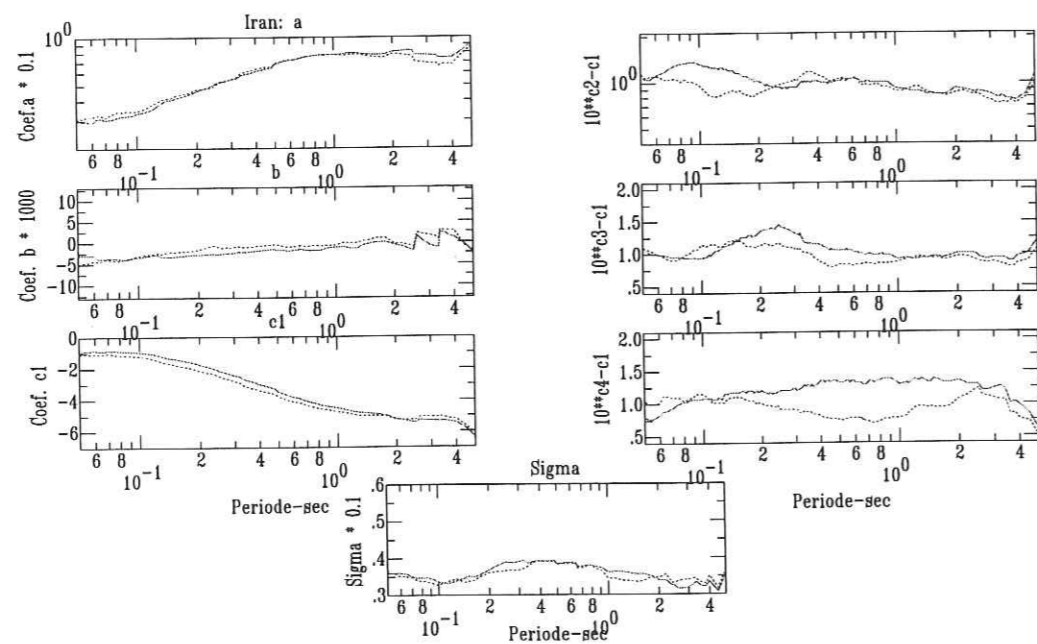 Iran: a
10⁰
Coef.a * 0.1
6 8 2 4 6 8 2 4
10⁻¹ 10⁰
b
Coef. b * 1000
10
5
0
-5
-10
6 8 2 4 6 8 2 4
10⁻¹ 10⁰
c1
Coef. c1
0
-2
-4
-6
6 8 2 4 6 8 2 4
10⁻¹ 10⁰
Periode-sec
10**c2-c1
10⁰
6 8 2 4 6 8 2 4
10⁻¹ 10⁰
10**c3-c1
2.0
1.5
1.0
.5
6 8 2 4 6 8 2 4
10⁻¹ 10⁰
10**c4-c1
2.0
1.5
1.0
.5
6 8 2 4 6 8 2 4
10⁻¹ 10⁰
Periode-sec
Sigma
Sigma * 0.1
.6
.5
.4
.3
6 8 2 4 6 8 2 4
10⁻¹ 10⁰
Periode-sec